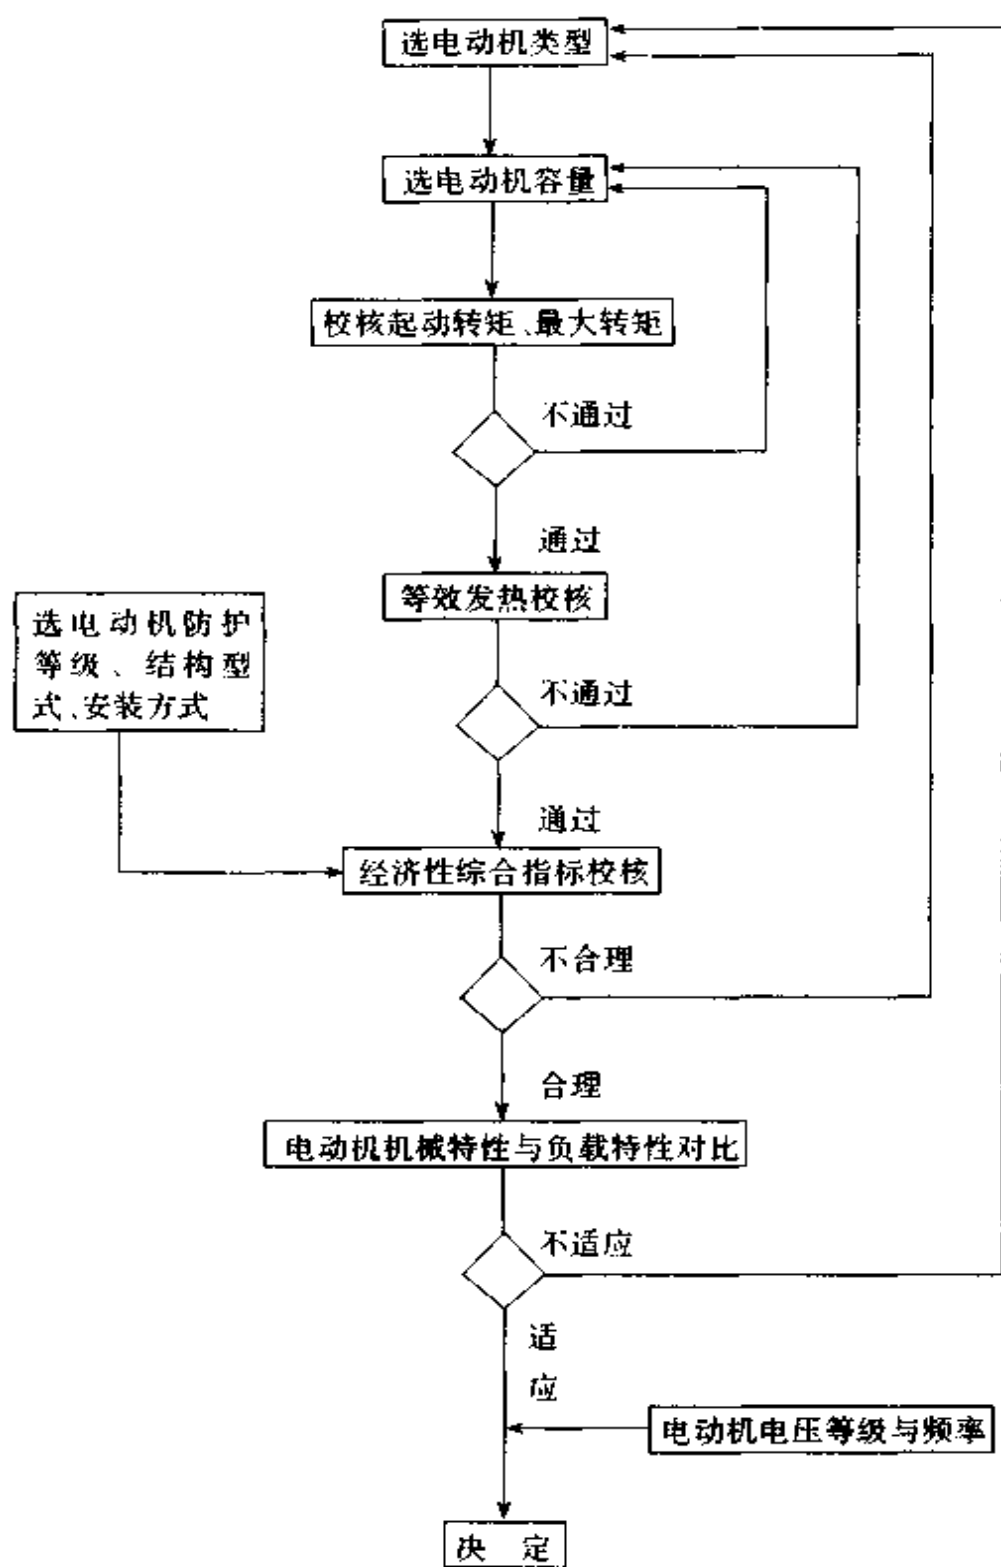 选电动机类型
选电动机容量
校核起动转矩、最大转矩
不通过
通过
等效发热校核
选电动机防护
等级、结构型
式、安装方式
不通过
通过
经济性综合指标校核
不合理
合理
电动机机械特性与负载特性对比
不适应
适
应
电动机电压等级与频率
决 定